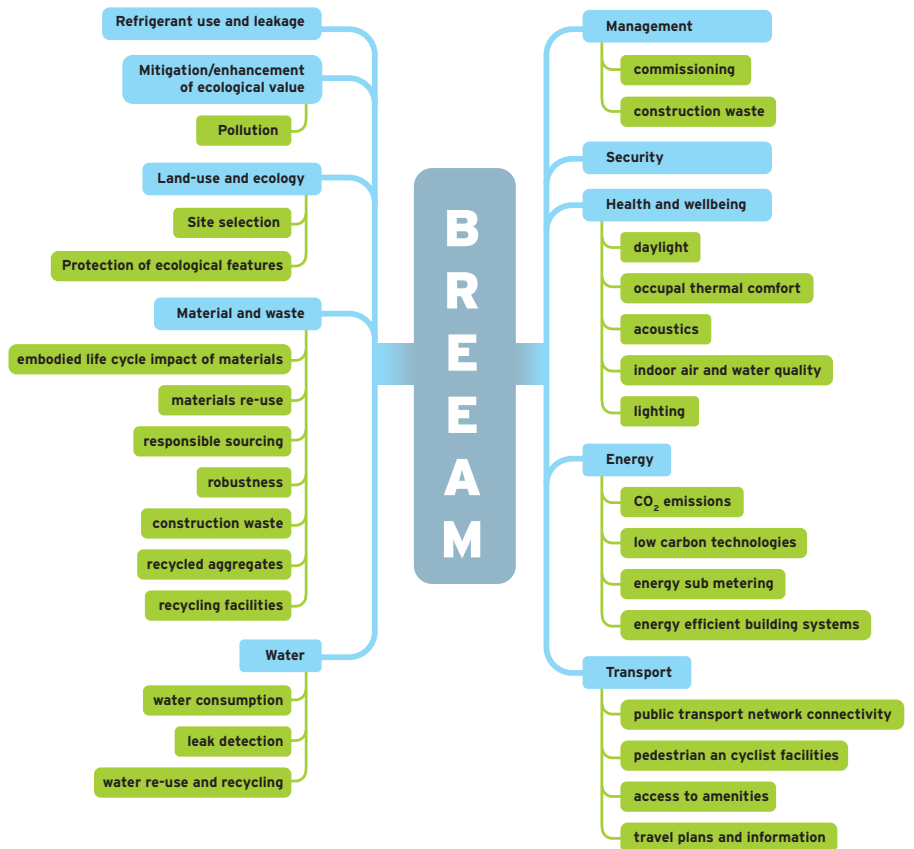 Refrigerant use and leakage
Mitigation/enhancement
of ecological value
Pollution
Land-use and ecology
Site selection
Protection of ecological features
Material and waste
embodied life cycle impact of materials
materials re-use
responsible sourcing
robustness
construction waste
recycled aggregates
recycling facilities
Water
water consumption
leak detection
water re-use and recycling
BREEAM
Management
commissioning
construction waste
Security
Health and wellbeing
daylight
occupal thermal comfort
acoustics
indoor air and water quality
lighting
Energy
CO₂ emissions
low carbon technologies
energy sub metering
energy efficient building systems
Transport
public transport network connectivity
pedestrian an cyclist facilities
access to amenities
travel plans and information